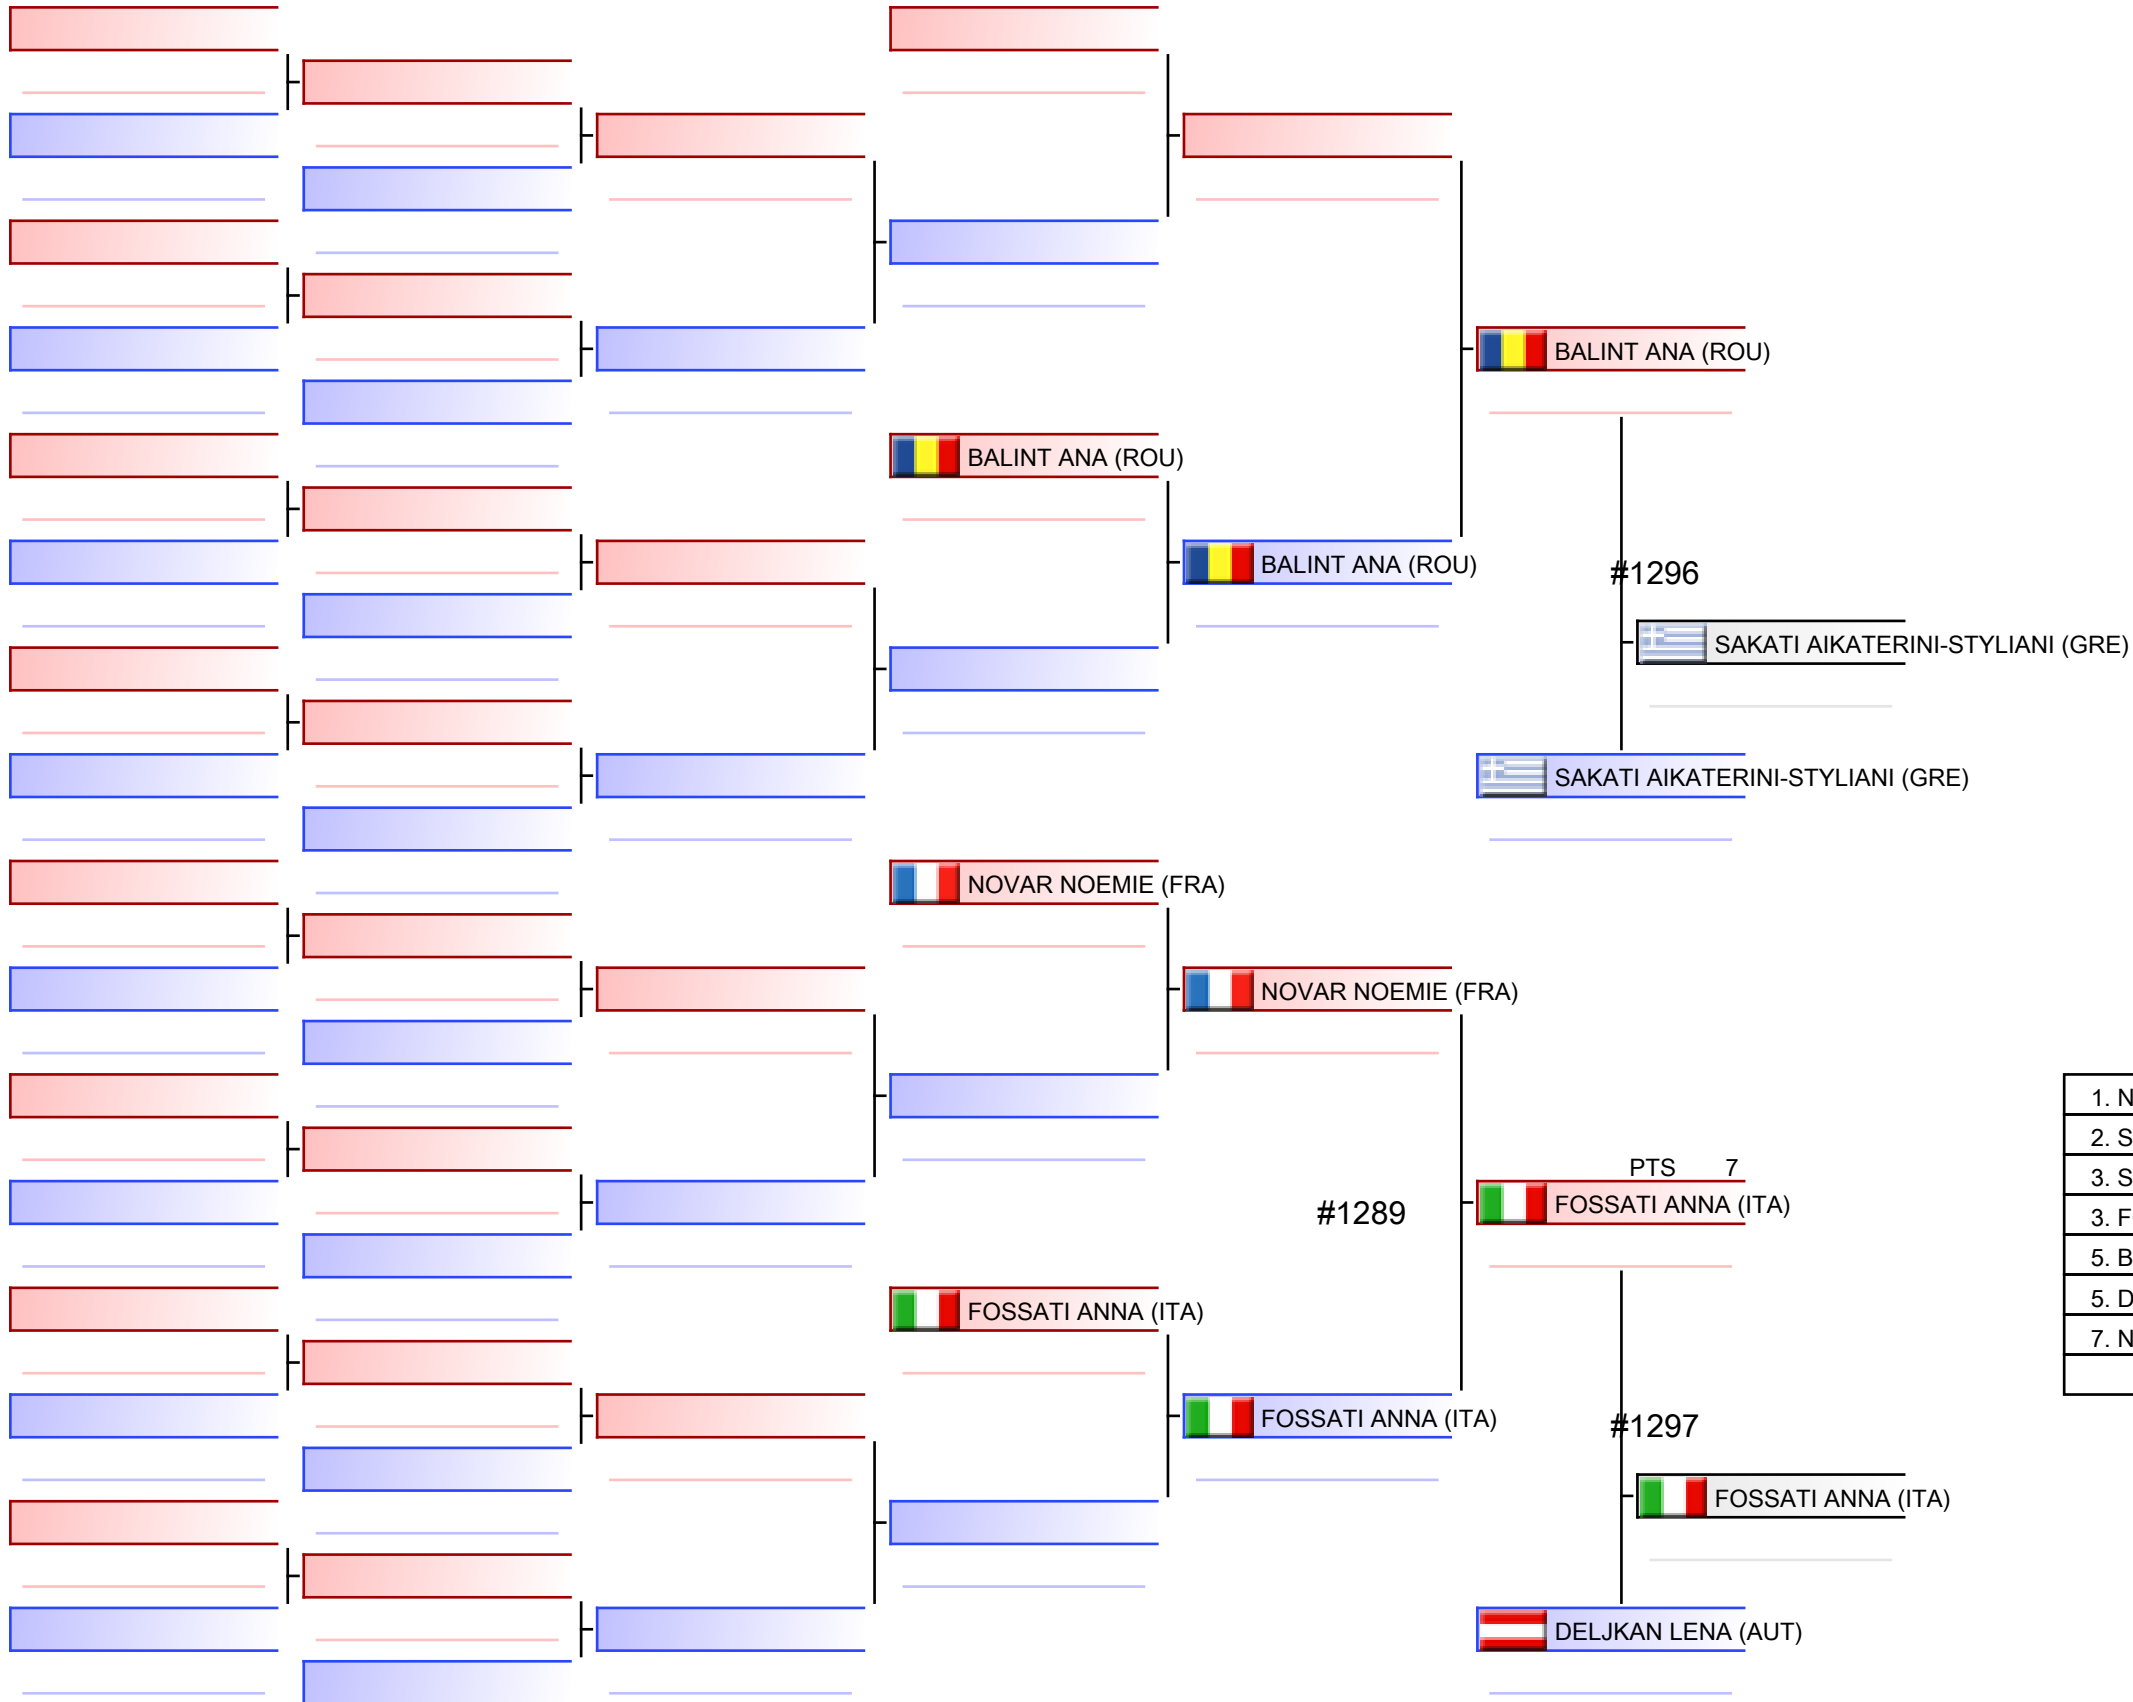 BALINT ANA (ROU)
BALINT ANA (ROU)
BALINT ANA (ROU)
#1296
SAKATI AIKATERINI-STYLIANI (GRE)
SAKATI AIKATERINI-STYLIANI (GRE)
NOVAR NOEMIE (FRA)
NOVAR NOEMIE (FRA)
PTS 7
#1289
FOSSATI ANNA (ITA)
FOSSATI ANNA (ITA)
FOSSATI ANNA (ITA)
#1297
FOSSATI ANNA (ITA)
DELJKAN LENA (AUT)
1. N
2. S
3. S
3. F
5. B
5. D
7. N